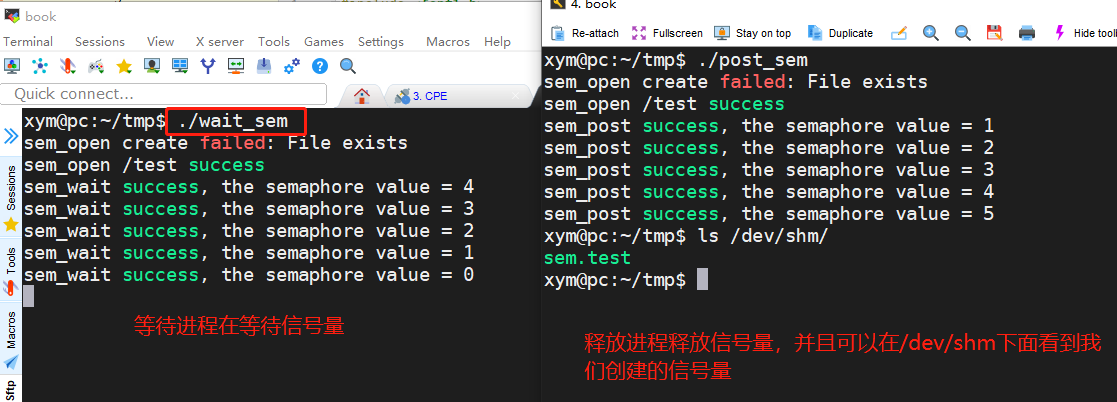 book
Terminal Sessions View X server Tools Games Settings Macros Help
Quick connect...
3. CPE
Sessions
Tools
Macros
Sftp
xym@pc:~/tmp$ ./wait_sem
sem_open create failed: File exists
sem_open /test success
sem_wait success, the semaphore value = 4
sem_wait success, the semaphore value = 3
sem_wait success, the semaphore value = 2
sem_wait success, the semaphore value = 1
sem_wait success, the semaphore value = 0
等待进程在等待信号量
4. book
Re-attach Fullscreen Stay on top Duplicate Hide toolb
xym@pc:~/tmp$ ./post_sem
sem_open create failed: File exists
sem_open /test success
sem_post success, the semaphore value = 1
sem_post success, the semaphore value = 2
sem_post success, the semaphore value = 3
sem_post success, the semaphore value = 4
sem_post success, the semaphore value = 5
xym@pc:~/tmp$ ls /dev/shm/
sem.test
xym@pc:~/tmp$
释放进程释放信号量，并且可以在/dev/shm下面看到我
们创建的信号量